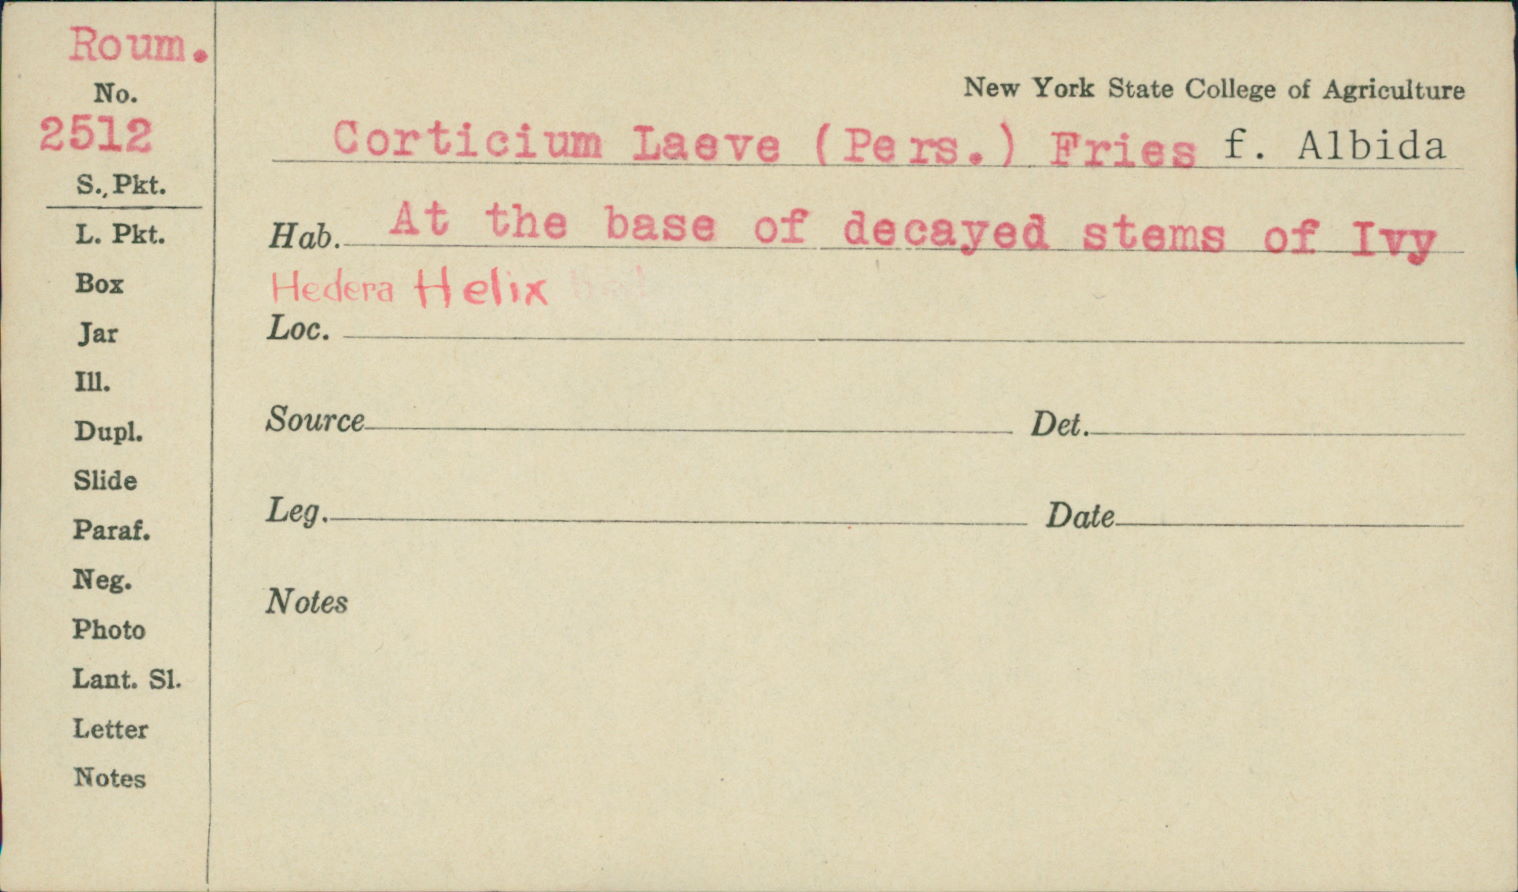 Roum.
No.
2512
S. Pkt.
L. Pkt.
Box
Jar
Ill.
Dupl.
Slide
Paraf.
Neg.
Photo
Lant. Sl.
Letter
Notes
New York State College of Agriculture
Corticium Laeve (Pers.) Fries f. Albida
Hab. At the base of decayed stems of Ivy
Hedera Helix
Loc.
Source Det.
Leg. Date
Notes